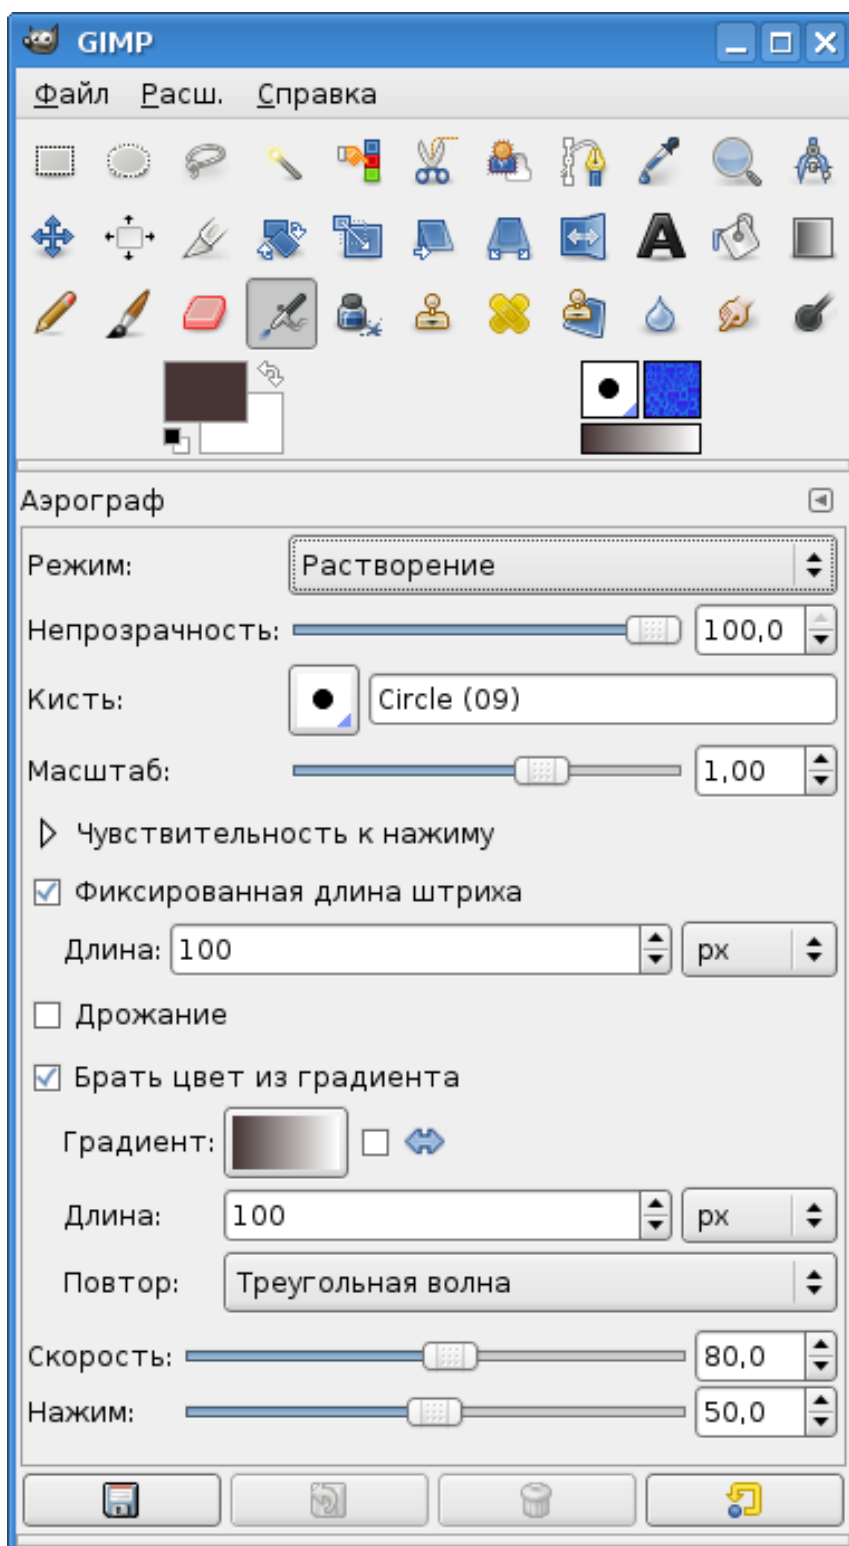 GIMP
Файл Расш. Справка
Аэрограф
Режим: Растворение
Непрозрачность: 100,0
Кисть: Circle (09)
Масштаб: 1,00
Чувствительность к нажиму
Фиксированная длина штриха
Длина: 100 px
Дрожание
Брать цвет из градиента
Градиент:
Длина: 100 px
Повтор: Треугольная волна
Скорость: 80,0
Нажим: 50,0